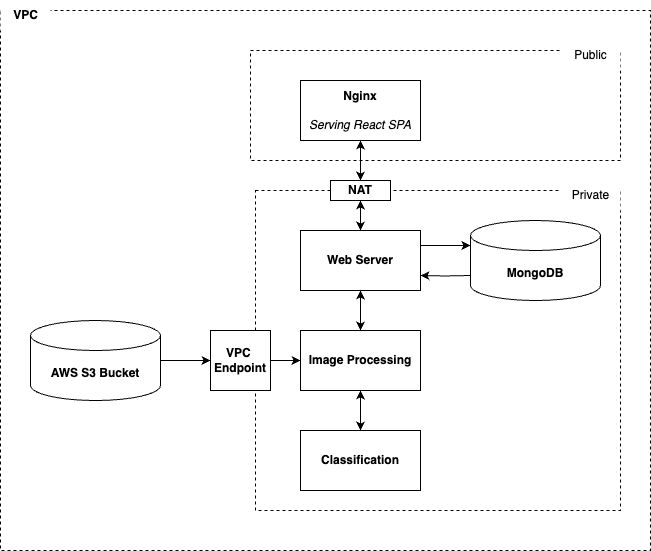 VPC
Public
Nginx
Serving React SPA
NAT
Private
Web Server
MongoDB
VPC
Endpoint
Image Processing
AWS S3 Bucket
Classification